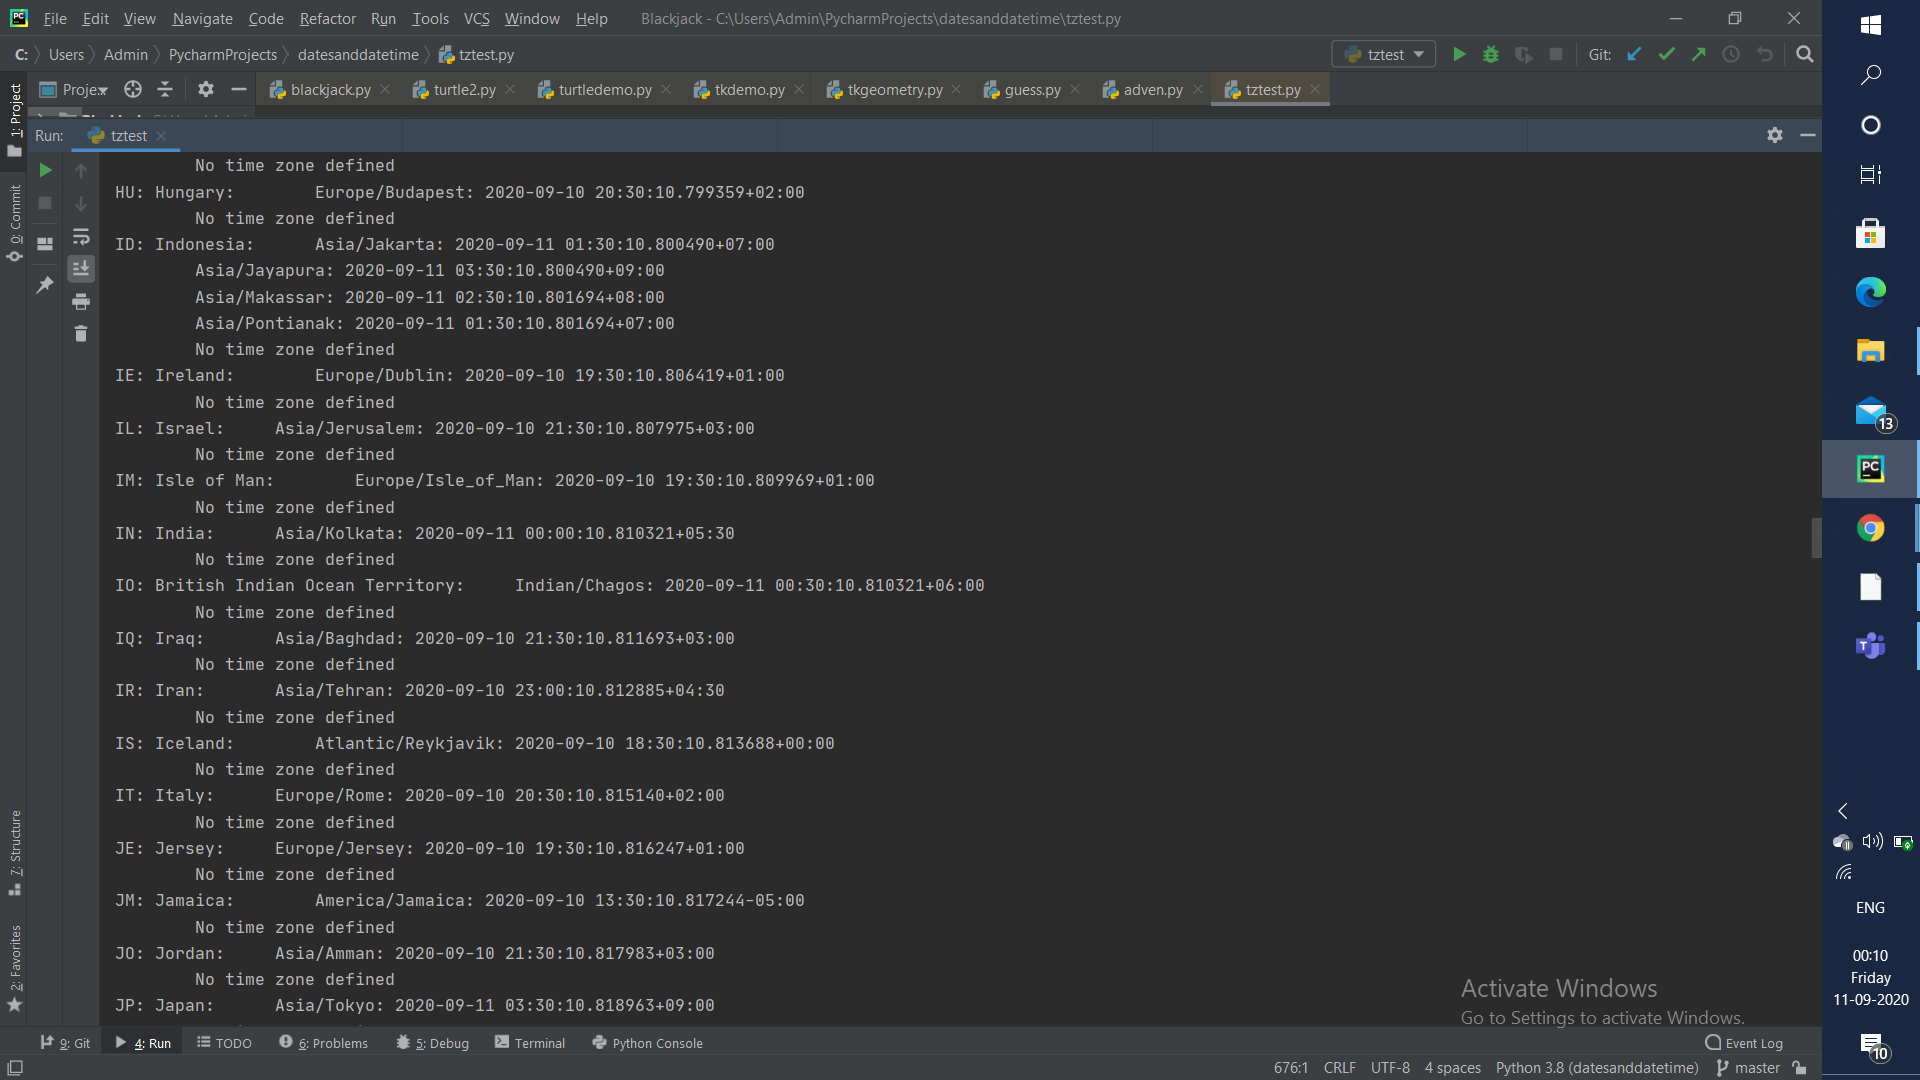 File Edit View Navigate Code Refactor Run Tools VCS Window Help Blackjack - C:\Users\Admin\PycharmProjects\datesanddatetime\tztest.py
C: Users Admin PycharmProjects datesanddatetime tztest.py tztest Git:
1: Project Proje... blackjack.py turtle2.py turtledemo.py tkdemo.py tkgeometry.py guess.py adven.py tztest.py
Run: tztest
0: Commit
No time zone defined
HU: Hungary: Europe/Budapest: 2020-09-10 20:30:10.799359+02:00
No time zone defined
ID: Indonesia: Asia/Jakarta: 2020-09-11 01:30:10.800490+07:00
Asia/Jayapura: 2020-09-11 03:30:10.800490+09:00
Asia/Makassar: 2020-09-11 02:30:10.801694+08:00
Asia/Pontianak: 2020-09-11 01:30:10.801694+07:00
No time zone defined
IE: Ireland: Europe/Dublin: 2020-09-10 19:30:10.806419+01:00
No time zone defined
IL: Israel: Asia/Jerusalem: 2020-09-10 21:30:10.807975+03:00
No time zone defined
IM: Isle of Man: Europe/Isle_of_Man: 2020-09-10 19:30:10.809969+01:00
No time zone defined
IN: India: Asia/Kolkata: 2020-09-11 00:00:10.810321+05:30
No time zone defined
IO: British Indian Ocean Territory: Indian/Chagos: 2020-09-11 00:30:10.810321+06:00
No time zone defined
IQ: Iraq: Asia/Baghdad: 2020-09-10 21:30:10.811693+03:00
No time zone defined
IR: Iran: Asia/Tehran: 2020-09-10 23:00:10.812885+04:30
No time zone defined
IS: Iceland: Atlantic/Reykjavik: 2020-09-10 18:30:10.813688+00:00
No time zone defined
IT: Italy: Europe/Rome: 2020-09-10 20:30:10.815140+02:00
No time zone defined
JE: Jersey: Europe/Jersey: 2020-09-10 19:30:10.816247+01:00
No time zone defined
JM: Jamaica: America/Jamaica: 2020-09-10 13:30:10.817244-05:00
No time zone defined
JO: Jordan: Asia/Amman: 2020-09-10 21:30:10.817983+03:00
No time zone defined
JP: Japan: Asia/Tokyo: 2020-09-11 03:30:10.818963+09:00
7: Structure
2: Favorites
Activate Windows
Go to Settings to activate Windows.
9: Git 4: Run TODO 6: Problems 5: Debug Terminal Python Console Event Log
676:1 CRLF UTF-8 4 spaces Python 3.8 (datesanddatetime) master
13
PC
T
ENG
00:10
Friday
11-09-2020
10